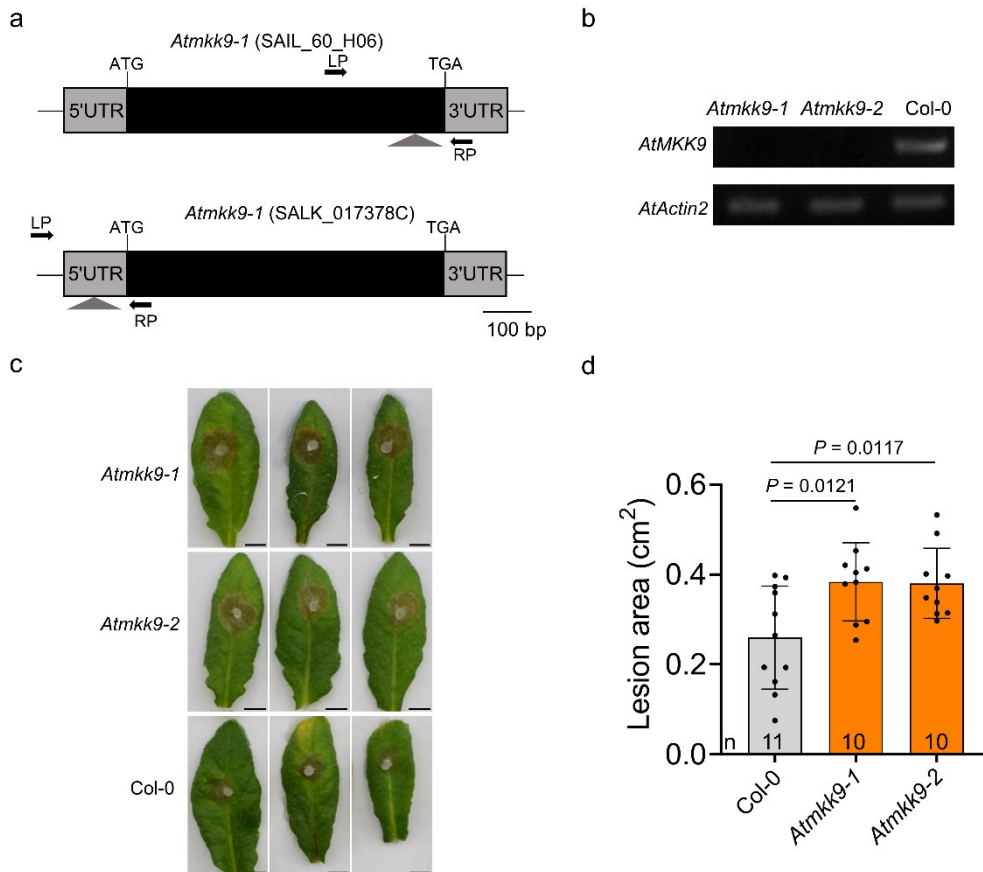 a
Atmkk9-1 (SAIL_60_H06)
LP
ATG
TGA
5'UTR
3'UTR
RP
Atmkk9-1 (SALK_017378C)
LP
ATG
TGA
5'UTR
3'UTR
RP
100 bp
b
Atmkk9-1 Atmkk9-2 Col-0
AtMKK9
AtActin2
c
Atmkk9-1
Atmkk9-2
Col-0
d
P = 0.0117
P = 0.0121
Lesion area (cm²)
0.6
0.4
0.2
0.0
n 11 10 10
Col-0
Atmkk9-1
Atmkk9-2